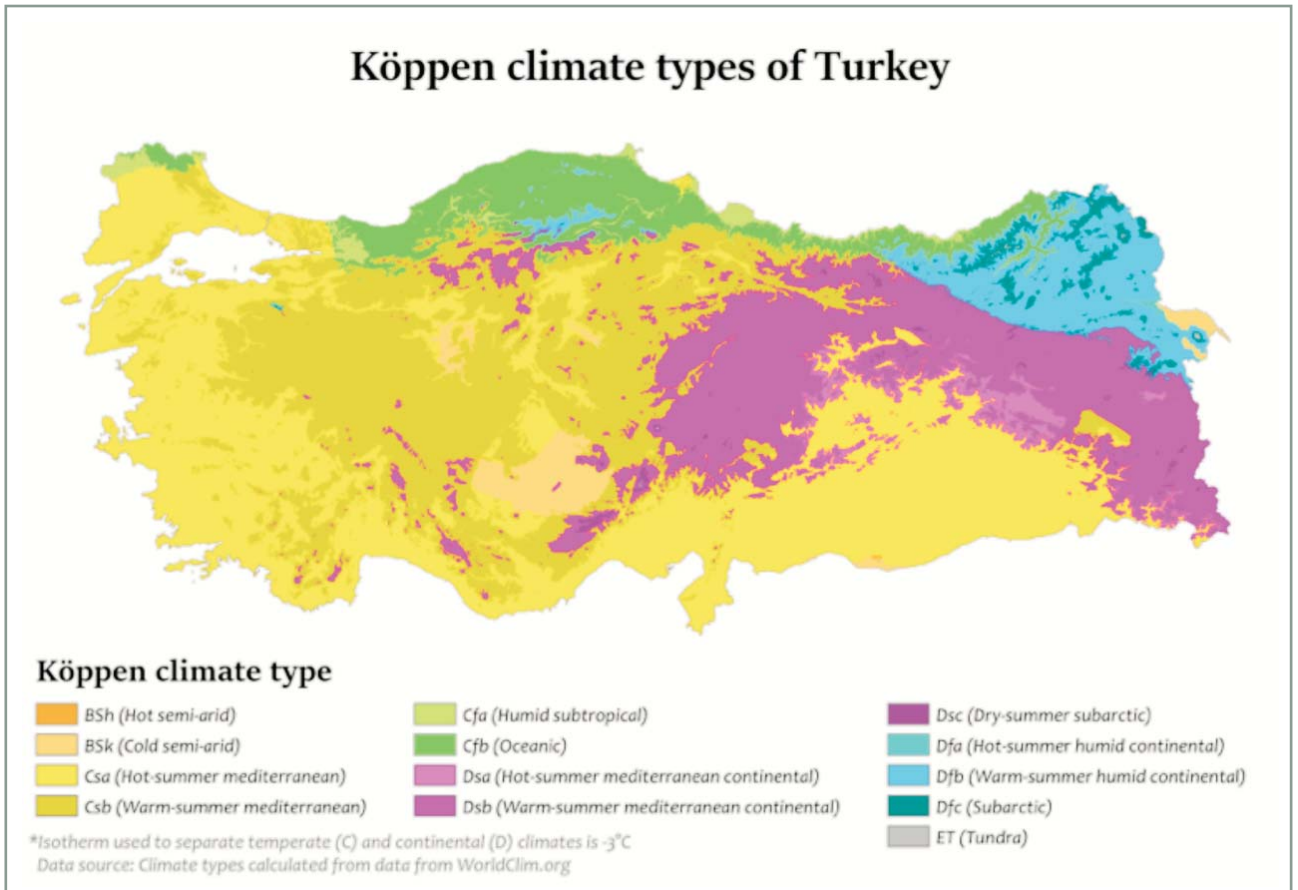 Köppen climate types of Turkey
Köppen climate type
BSh (Hot semi-arid)
BSk (Cold semi-arid)
Csa (Hot-summer mediterranean)
Csb (Warm-summer mediterranean)
Cfa (Humid subtropical)
Cfb (Oceanic)
Dsa (Hot-summer mediterranean continental)
Dsb (Warm-summer mediterranean continental)
Dsc (Dry-summer subarctic)
Dfa (Hot-summer humid continental)
Dfb (Warm-summer humid continental)
Dfc (Subarctic)
ET (Tundra)
*Isotherm used to separate temperate (C) and continental (D) climates is -3°C
Data source: Climate types calculated from data from WorldClim.org